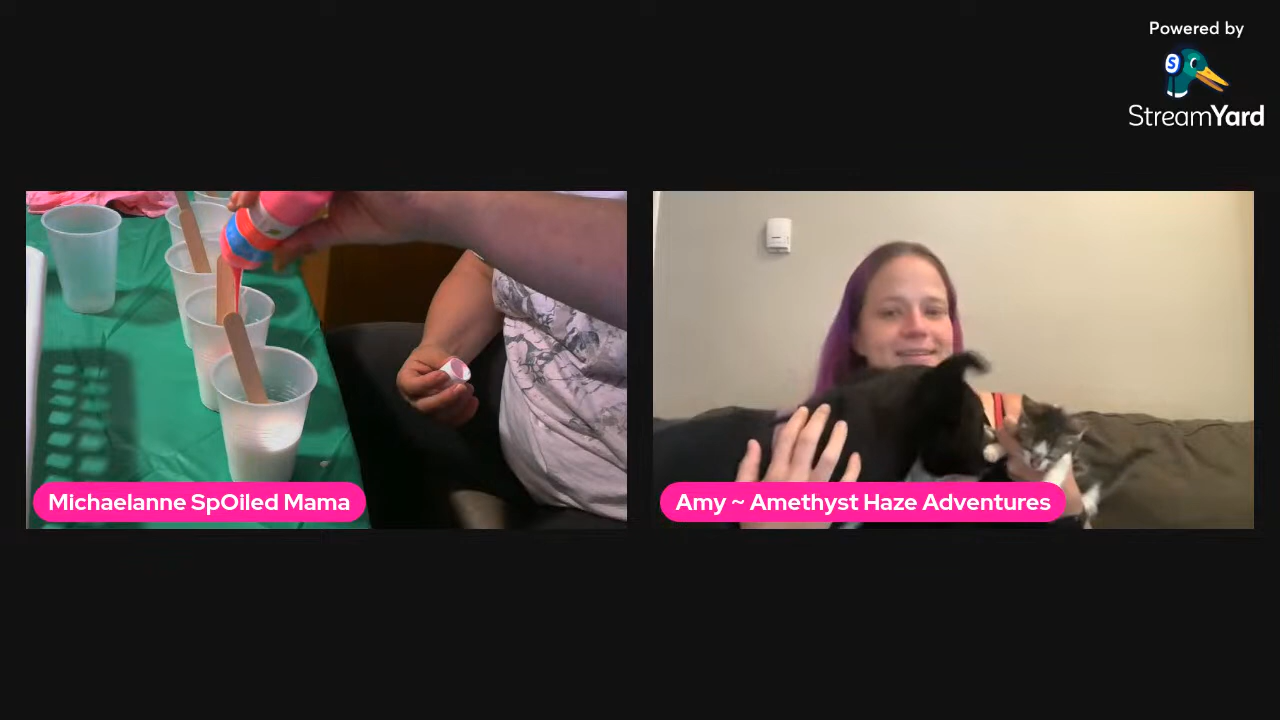 Powered by
S
StreamYard
Michaelanne SpOiled Mama
Amy ~ Amethyst Haze Adventures